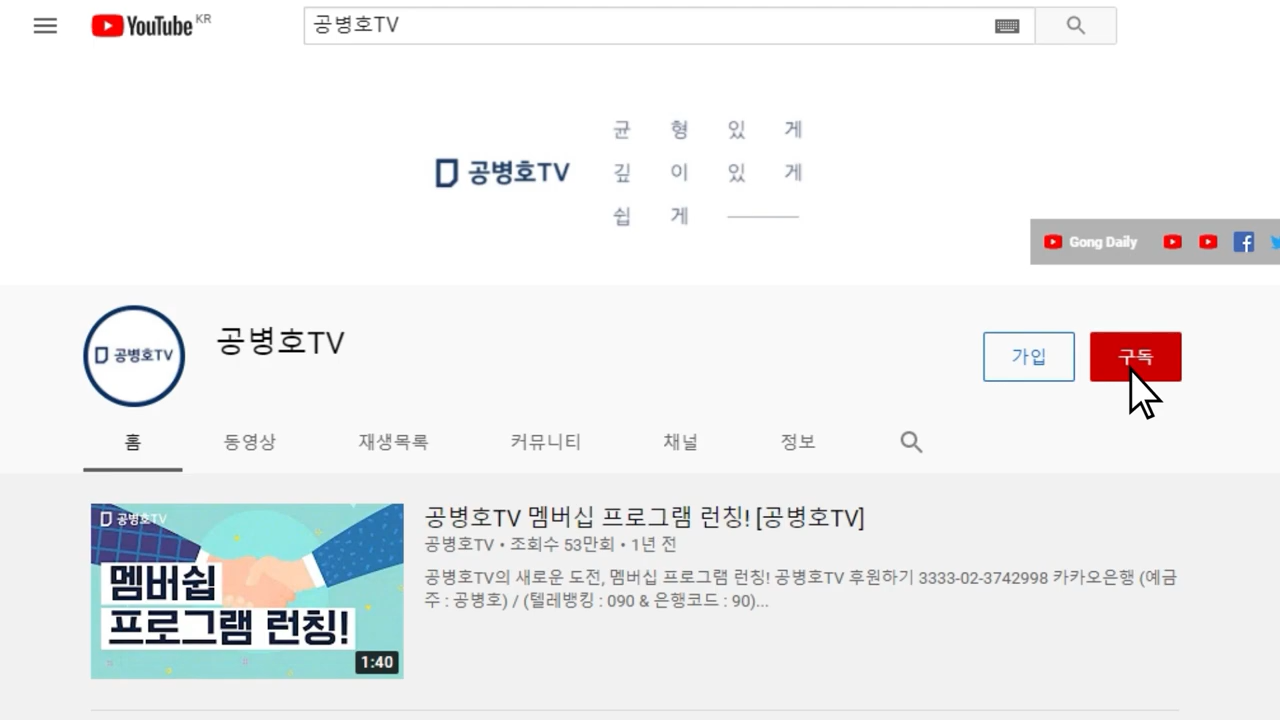 YouTube KR
공병호TV
균 형 있 게
공병호TV
깊 이 있 게
쉽 게
Gong Daily
공병호TV
공병호TV
가입
구독
홈
동영상
재생목록
커뮤니티
채널
정보
공병호TV
멤버쉽
프로그램 런칭!
1:40
공병호TV 멤버십 프로그램 런칭! [공병호TV]
공병호TV • 조회수 53만회 • 1년 전
공병호TV의 새로운 도전, 멤버십 프로그램 런칭! 공병호TV 후원하기 3333-02-3742998 카카오은행 (예금
주 : 공병호) / (텔레뱅킹 : 090 & 은행코드 : 90)...